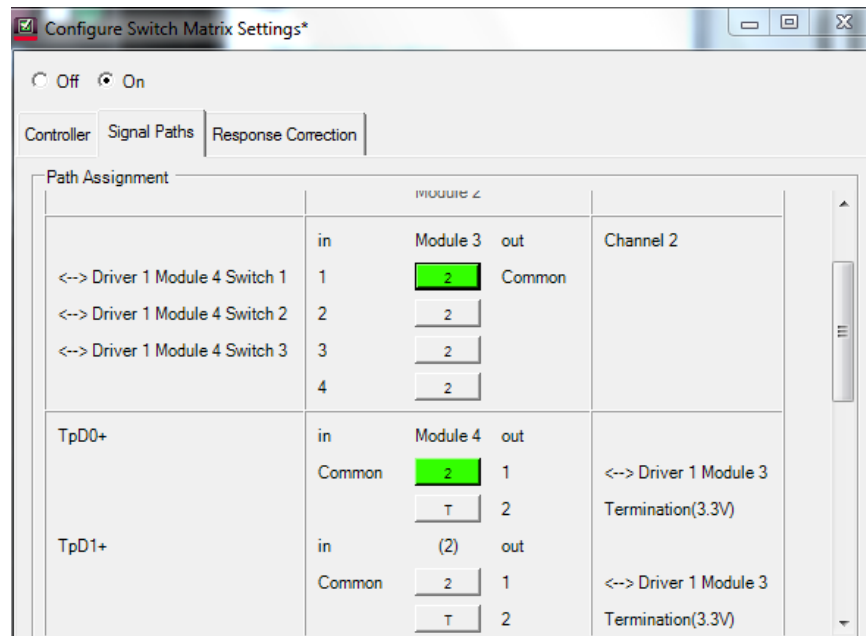 Configure Switch Matrix Settings*
Off On
Controller Signal Paths Response Correction
Path Assignment
Module 2
in Module 3 out Channel 2
<--> Driver 1 Module 4 Switch 1 1 2 Common
<--> Driver 1 Module 4 Switch 2 2 2
<--> Driver 1 Module 4 Switch 3 3 2
4 2
TpD0+ in Module 4 out
Common 2 1 <--> Driver 1 Module 3
T 2 Termination(3.3V)
TpD1+ in (2) out
Common 2 1 <--> Driver 1 Module 3
T 2 Termination(3.3V)